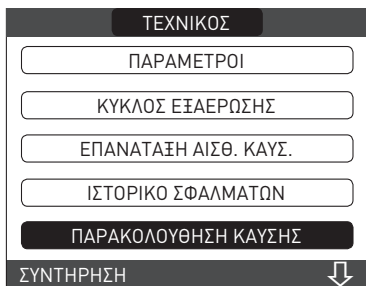 ΤΕΧΝΙΚΟΣ
ΠΑΡΑΜΕΤΡΟΙ
ΚΥΚΛΟΣ ΕΞΑΕΡΩΣΗΣ
ΕΠΑΝΑΤΑΞΗ ΑΙΣΘ. ΚΑΥΣ.
ΙΣΤΟΡΙΚΟ ΣΦΑΛΜΑΤΩΝ
ΠΑΡΑΚΟΛΟΥΘΗΣΗ ΚΑΥΣΗΣ
ΣΥΝΤΗΡΗΣΗ